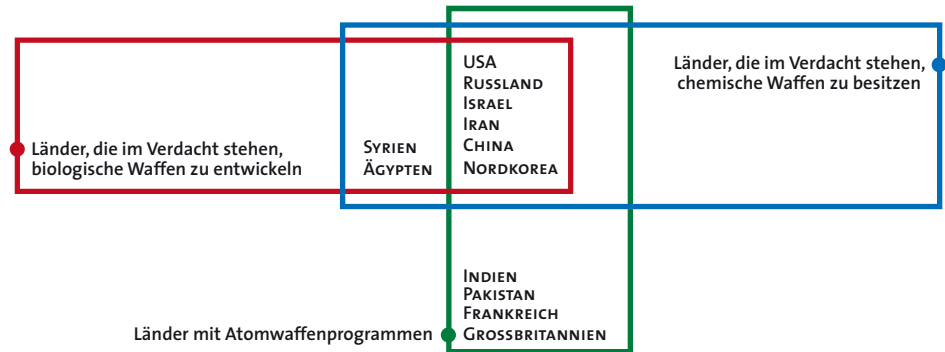 USA
RUSSLAND
ISRAEL
IRAN
CHINA
NORDKOREA
Länder, die im Verdacht stehen,
chemische Waffen zu besitzen
Länder, die im Verdacht stehen,
biologische Waffen zu entwickeln
SYRIEN
ÄGYPTEN
INDIEN
PAKISTAN
FRANKREICH
GROSSBRITANNIEN
Länder mit Atomwaffenprogrammen